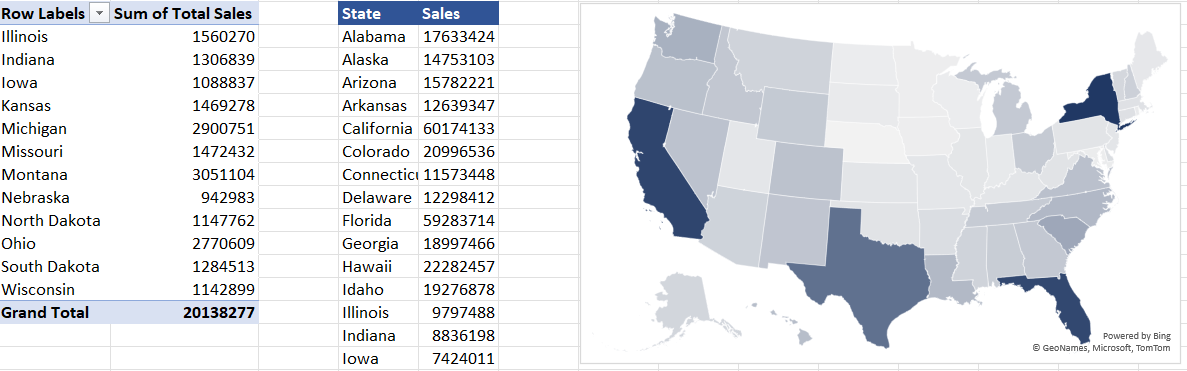 Row Labels Sum of Total Sales
Illinois 1560270
Indiana 1306839
Iowa 1088837
Kansas 1469278
Michigan 2900751
Missouri 1472432
Montana 3051104
Nebraska 942983
North Dakota 1147762
Ohio 2770609
South Dakota 1284513
Wisconsin 1142899
Grand Total 20138277
State Sales
Alabama 17633424
Alaska 14753103
Arizona 15782221
Arkansas 12639347
California 60174133
Colorado 20996536
Connecticu 11573448
Delaware 12298412
Florida 59283714
Georgia 18997466
Hawaii 22282457
Idaho 19276878
Illinois 9797488
Indiana 8836198
Iowa 7424011
Powered by Bing
© GeoNames, Microsoft, TomTom